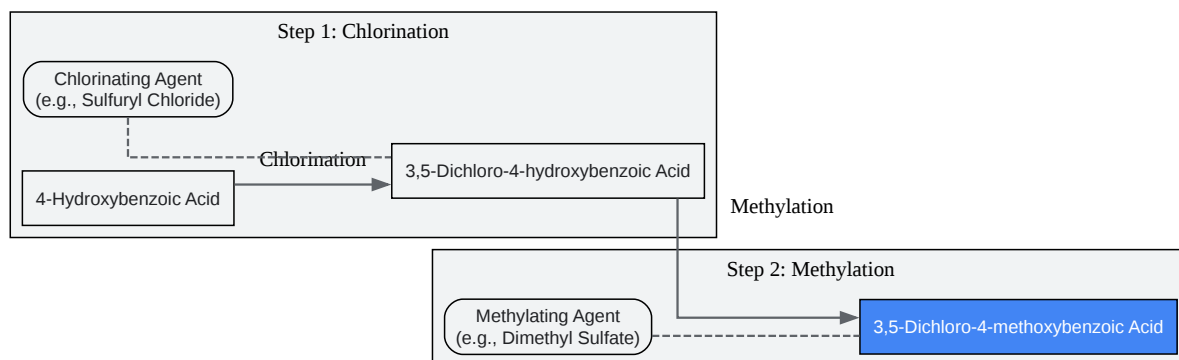 Step 1: Chlorination
Chlorinating Agent
(e.g., Sulfuryl Chloride)
Chlorination
4-Hydroxybenzoic Acid
3,5-Dichloro-4-hydroxybenzoic Acid
Methylation
Step 2: Methylation
Methylating Agent
(e.g., Dimethyl Sulfate)
3,5-Dichloro-4-methoxybenzoic Acid